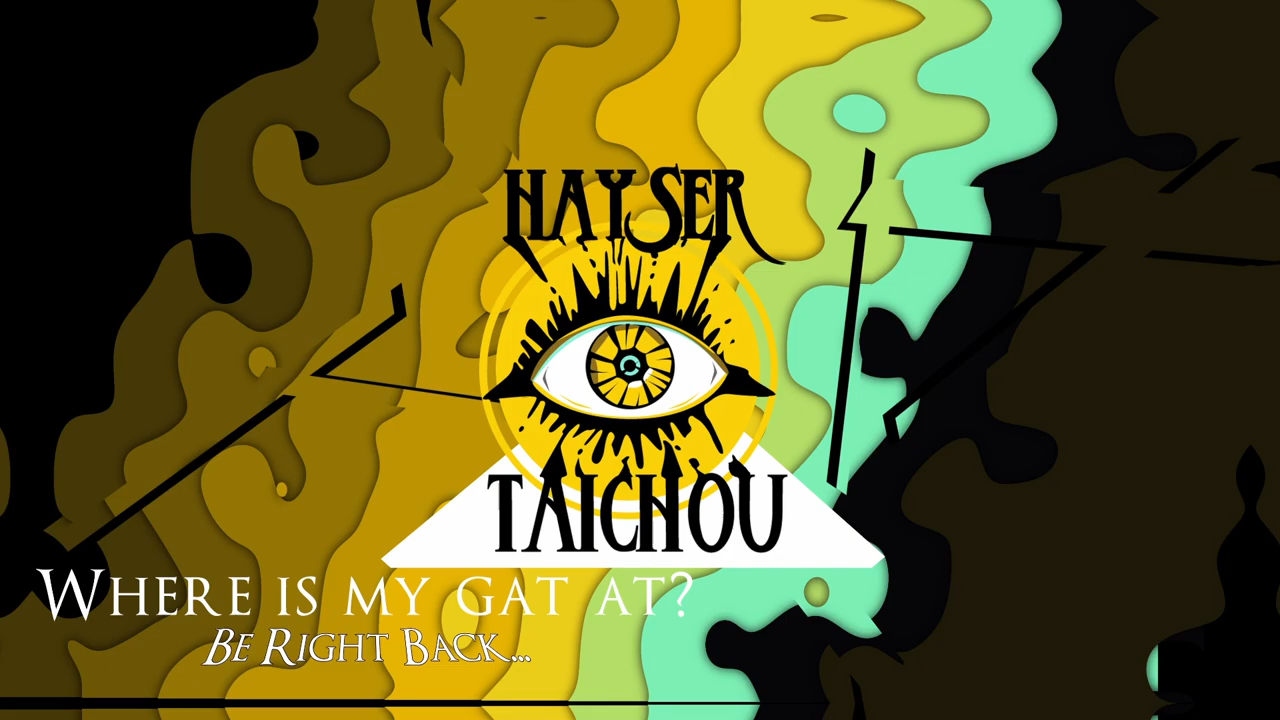 HAYSER
TAICHOU
WHERE IS MY GAT AT?
BE RIGHT BACK...